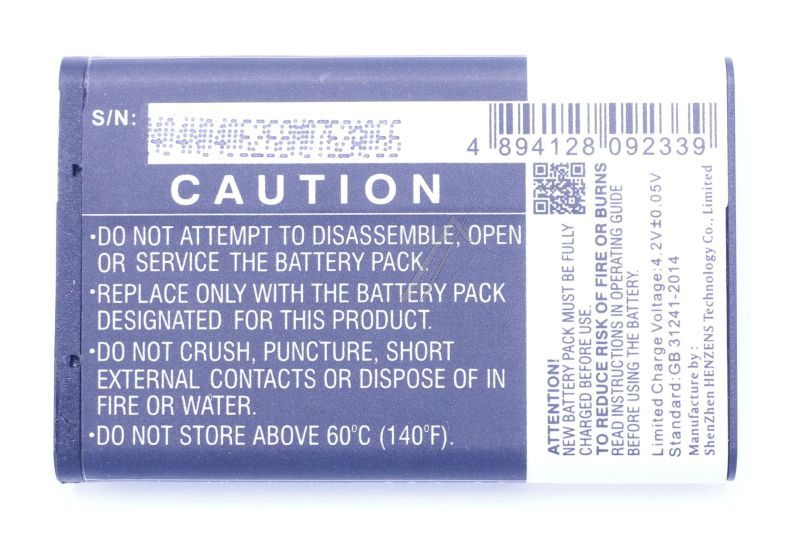 S/N:
4 894128 092339
CAUTION
•DO NOT ATTEMPT TO DISASSEMBLE, OPEN
OR SERVICE THE BATTERY PACK.
•REPLACE ONLY WITH THE BATTERY PACK
DESIGNATED FOR THIS PRODUCT.
•DO NOT CRUSH, PUNCTURE, SHORT
EXTERNAL CONTACTS OR DISPOSE OF IN
FIRE OR WATER.
•DO NOT STORE ABOVE 60°C (140°F).
ATTENTION!
NEW BATTERY PACK MUST BE FULLY
CHARGED BEFORE USE.
TO REDUCE RISK OF FIRE OR BURNS
READ INSTRUCTIONS IN OPERATING GUIDE
BEFORE USING THE BATTERY.
Limited Charge Voltage:4.2V±0.05V
Standard:GB 31241-2014
Manufacture by:
ShenZhen HENZENS Technology Co., Limited